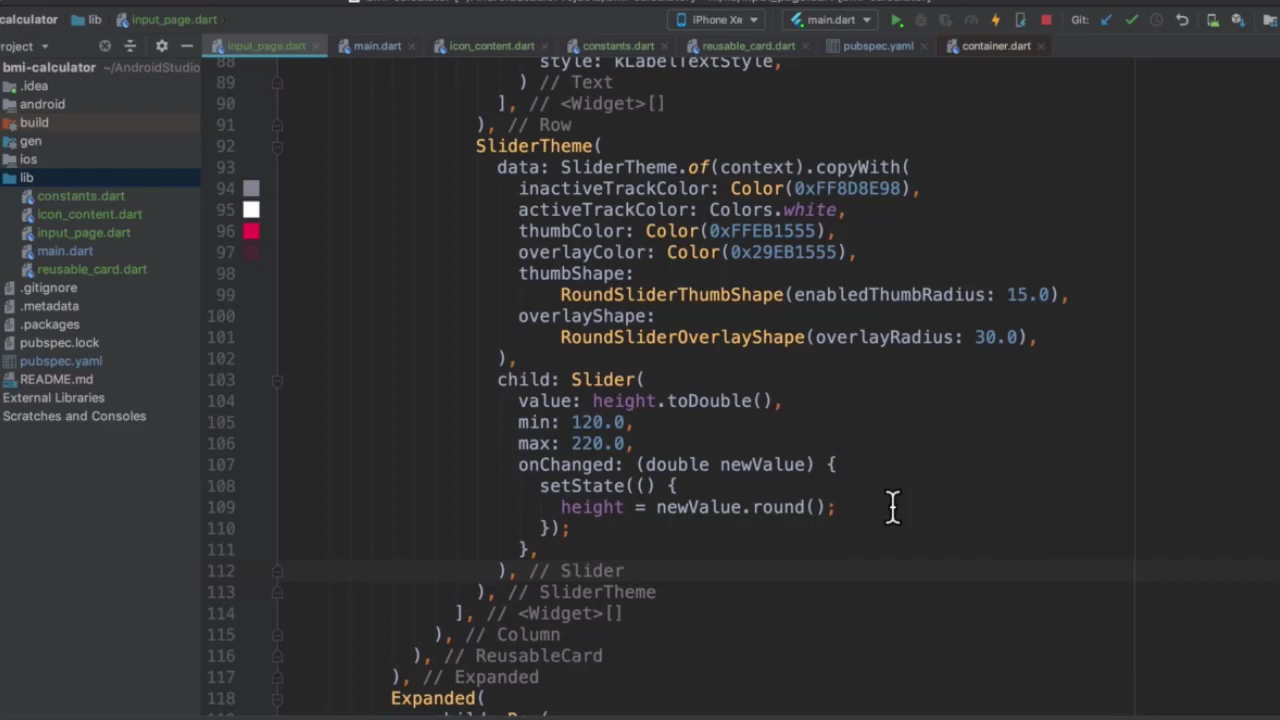 calculator lib input_page.dart iPhone XR main.dart Git:
roject
input_page.dart main.dart icon_content.dart constants.dart reusable_card.dart pubspec.yaml container.dart
bmi-calculator ~/AndroidStudio
.idea
android
build
gen
ios
lib
constants.dart
icon_content.dart
input_page.dart
main.dart
reusable_card.dart
.gitignore
.metadata
.packages
pubspec.lock
pubspec.yaml
README.md
External Libraries
Scratches and Consoles
88 style: kLabelTextStyle,
89 ) // Text
90 ], // <Widget>[]
91 ), // Row
92 SliderTheme(
93 data: SliderTheme.of(context).copyWith(
94 inactiveTrackColor: Color(0xFF8D8E98),
95 activeTrackColor: Colors.white,
96 thumbColor: Color(0xFFEB1555),
97 overlayColor: Color(0x29EB1555),
98 thumbShape:
99 RoundSliderThumbShape(enabledThumbRadius: 15.0),
100 overlayShape:
101 RoundSliderOverlayShape(overlayRadius: 30.0),
102 ),
103 child: Slider(
104 value: height.toDouble(),
105 min: 120.0,
106 max: 220.0,
107 onChanged: (double newValue) {
108 setState(() {
109 height = newValue.round();
110 });
111 },
112 ), // Slider
113 ), // SliderTheme
114 ], // <Widget>[]
115 ), // Column
116 ), // ReusableCard
117 ), // Expanded
118 Expanded(